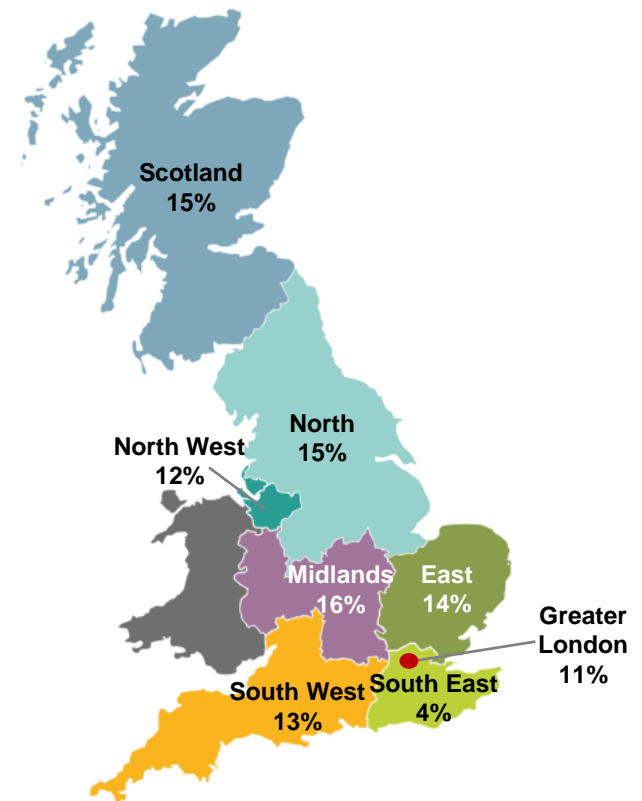 Scotland
15%
North
15%
North West
12%
Midlands
16%
East
14%
Greater
London
11%
South West
13%
South East
4%